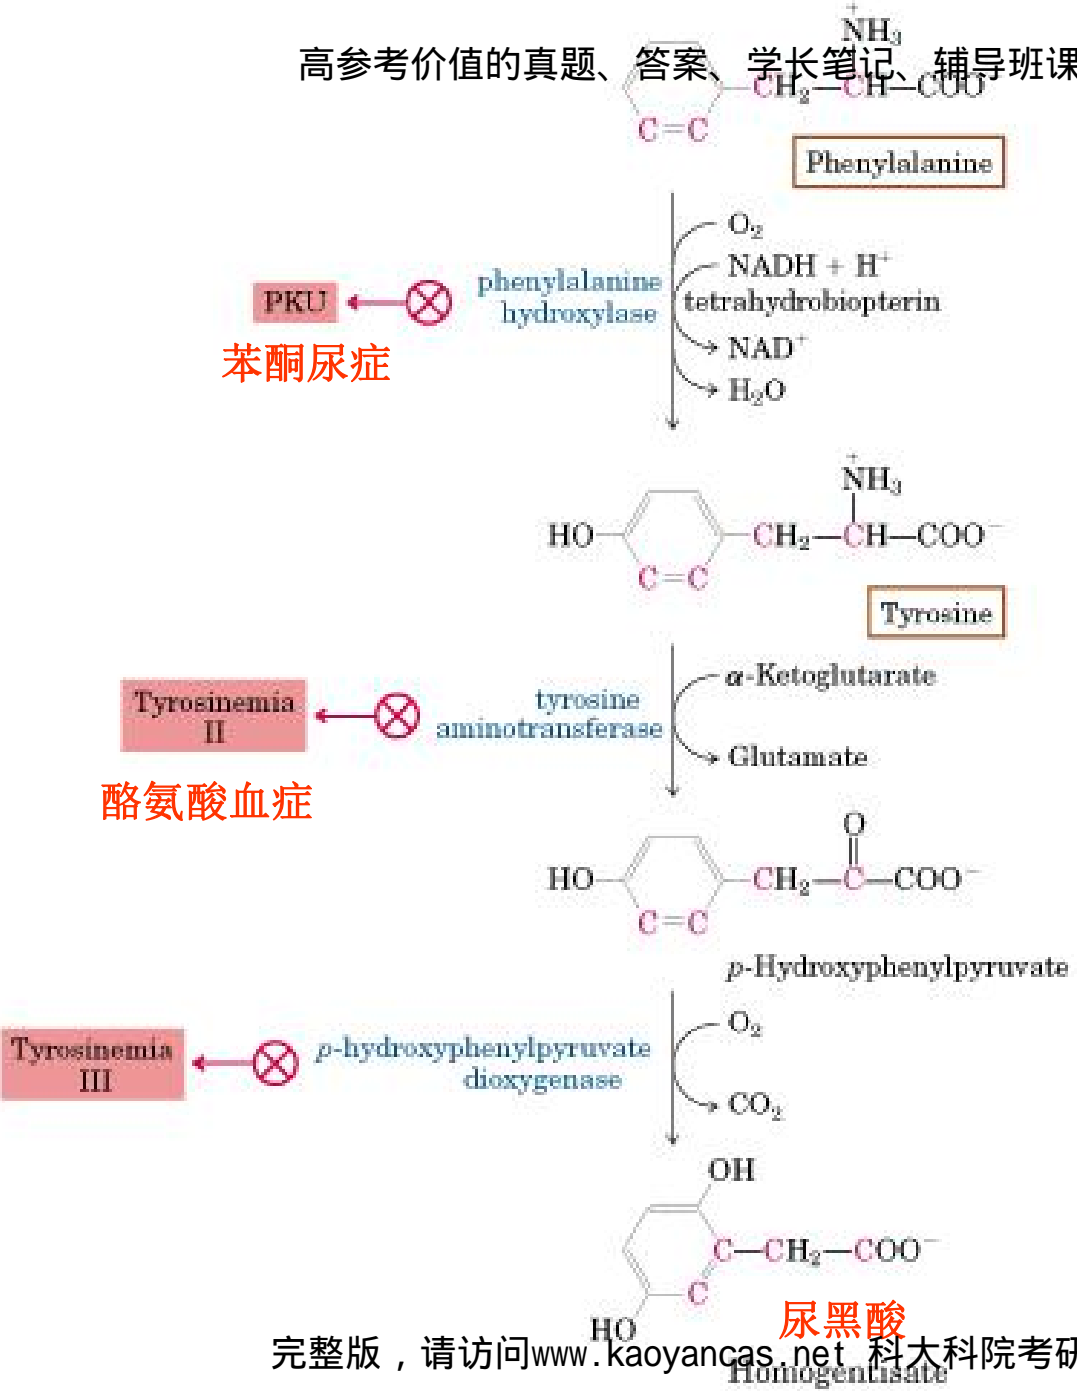 NH₃⁺
高参考价值的真题、答案、学长笔记、辅导班课
CH₂—CH—COO⁻
C=C
Phenylalanine
O₂
NADH + H⁺
phenylalanine hydroxylase
tetrahydrobiopterin
PKU
苯酮尿症
NAD⁺
H₂O
NH₃⁺
HO
CH₂—CH—COO⁻
C=C
Tyrosine
α-Ketoglutarate
Tyrosinemia
II
tyrosine
aminotransferase
Glutamate
酪氨酸血症
O
HO
CH₂—C—COO⁻
C=C
p-Hydroxyphenylpyruvate
O₂
Tyrosinemia
III
p-hydroxyphenylpyruvate
dioxygenase
CO₂
OH
C—CH₂—COO⁻
C
尿黑酸
HO
完整版，请访问www.kaoyancas.net 科大科院考研
Homogentisate